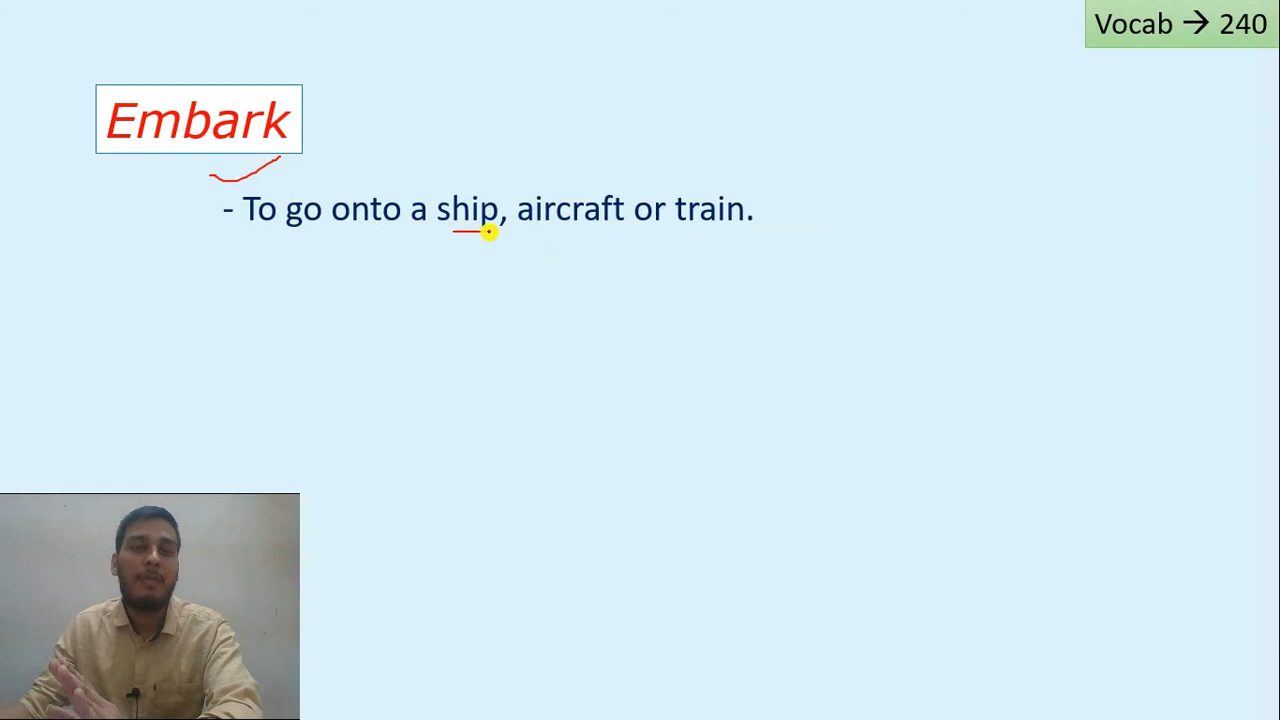 Vocab → 240
Embark
- To go onto a ship, aircraft or train.